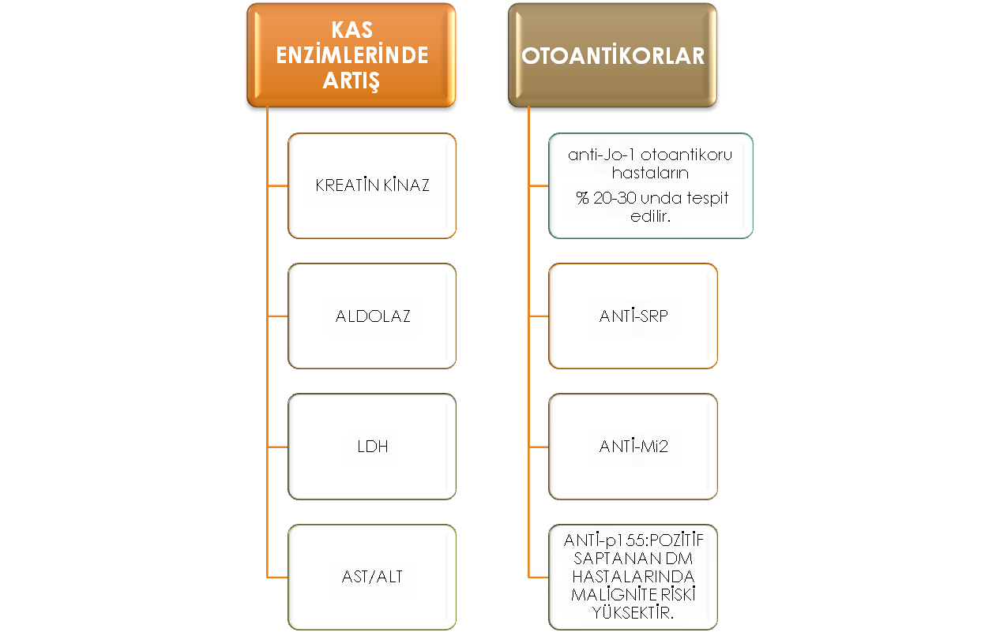 KAS
ENZİMLERİNDE
ARTIŞ
KREATİN KİNAZ
ALDOLAZ
LDH
AST/ALT
OTOANTİKORLAR
anti-Jo-1 otoantikoru
hastaların
% 20-30 unda tespit
edilir.
ANTİ-SRP
ANTİ-Mi2
ANTİ-p155:POZİTİF
SAPTANAN DM
HASTALARINDA
MALİGNİTE RİSKİ
YÜKSEKTİR.